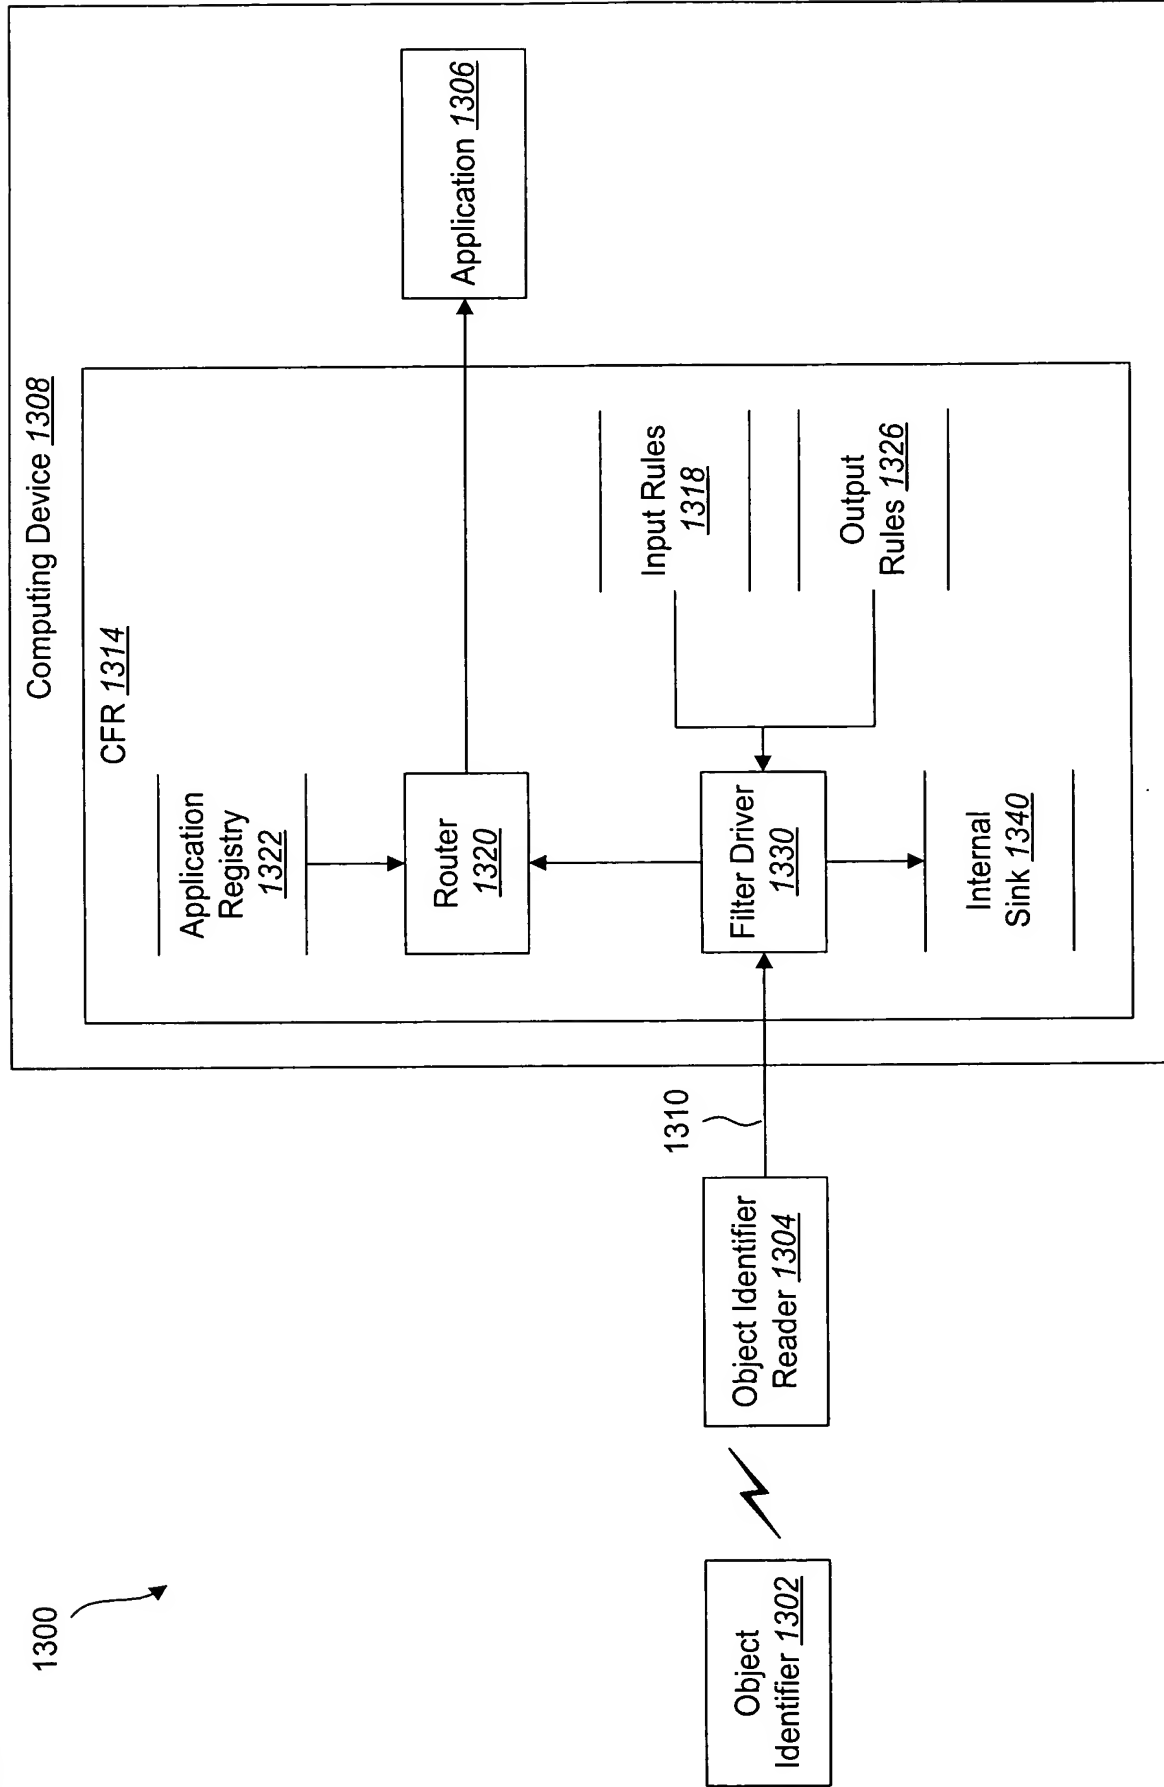 1300
Computing Device 1308
CFR 1314
Application
Registry
1322
Router
1320
Application 1306
Input Rules
1318
Output
Rules 1326
Filter Driver
1330
Internal
Sink 1340
1310
Object Identifier
Reader 1304
Object
Identifier 1302